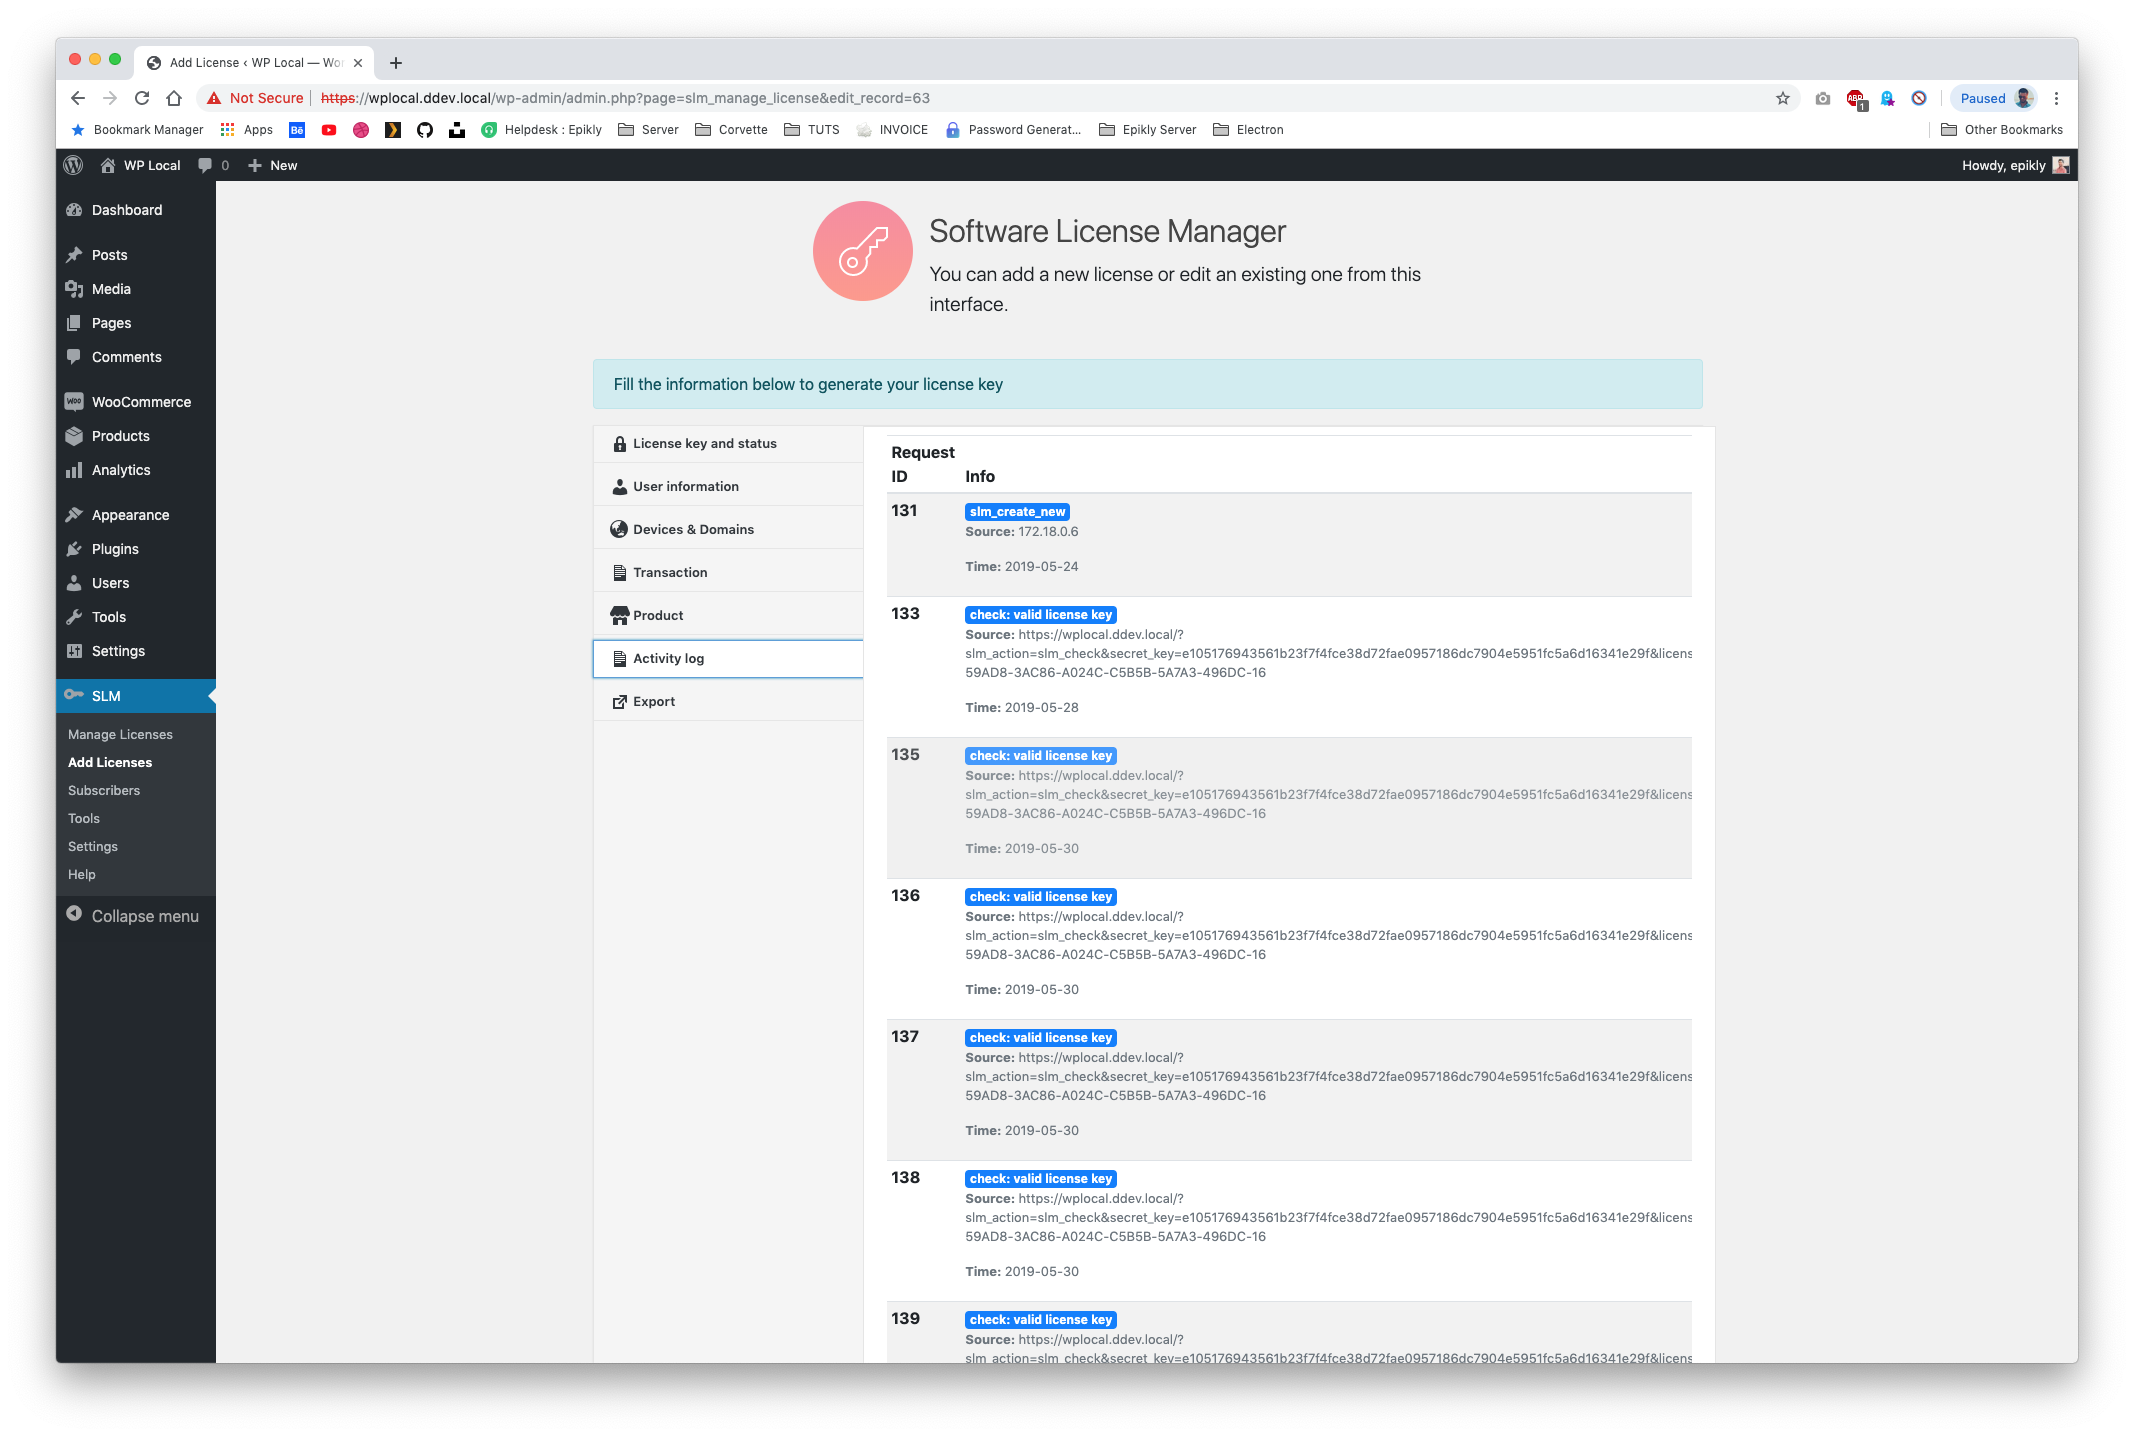 Add License ‹ WP Local — Wor
Not Secure https://wplocal.ddev.local/wp-admin/admin.php?page=slm_manage_license&edit_record=63
ABP
1
Paused
Bookmark Manager
Apps
Bē
Helpdesk : Epikly
Server
Corvette
TUTS
INVOICE
Password Generat...
Epikly Server
Electron
Other Bookmarks
WP Local
0
New
Howdy, epikly
Dashboard
Posts
Media
Pages
Comments
WooCommerce
Products
Analytics
Appearance
Plugins
Users
Tools
Settings
SLM
Manage Licenses
Add Licenses
Subscribers
Tools
Settings
Help
Collapse menu
Software License Manager
You can add a new license or edit an existing one from this
interface.
Fill the information below to generate your license key
License key and status
User information
Devices & Domains
Transaction
Product
Activity log
Export
Request
ID Info
131 slm_create_new
Source: 172.18.0.6
Time: 2019-05-24
133 check: valid license key
Source: https://wplocal.ddev.local/?
slm_action=slm_check&secret_key=e105176943561b23f7f4fce38d72fae0957186dc7904e5951fc5a6d16341e29f&licens
59AD8-3AC86-A024C-C5B5B-5A7A3-496DC-16
Time: 2019-05-28
135 check: valid license key
Source: https://wplocal.ddev.local/?
slm_action=slm_check&secret_key=e105176943561b23f7f4fce38d72fae0957186dc7904e5951fc5a6d16341e29f&licens
59AD8-3AC86-A024C-C5B5B-5A7A3-496DC-16
Time: 2019-05-30
136 check: valid license key
Source: https://wplocal.ddev.local/?
slm_action=slm_check&secret_key=e105176943561b23f7f4fce38d72fae0957186dc7904e5951fc5a6d16341e29f&licens
59AD8-3AC86-A024C-C5B5B-5A7A3-496DC-16
Time: 2019-05-30
137 check: valid license key
Source: https://wplocal.ddev.local/?
slm_action=slm_check&secret_key=e105176943561b23f7f4fce38d72fae0957186dc7904e5951fc5a6d16341e29f&licens
59AD8-3AC86-A024C-C5B5B-5A7A3-496DC-16
Time: 2019-05-30
138 check: valid license key
Source: https://wplocal.ddev.local/?
slm_action=slm_check&secret_key=e105176943561b23f7f4fce38d72fae0957186dc7904e5951fc5a6d16341e29f&licens
59AD8-3AC86-A024C-C5B5B-5A7A3-496DC-16
Time: 2019-05-30
139 check: valid license key
Source: https://wplocal.ddev.local/?
slm_action=slm_check&secret_key=e105176943561b23f7f4fce38d72fae0957186dc7904e5951fc5a6d16341e29f&licens